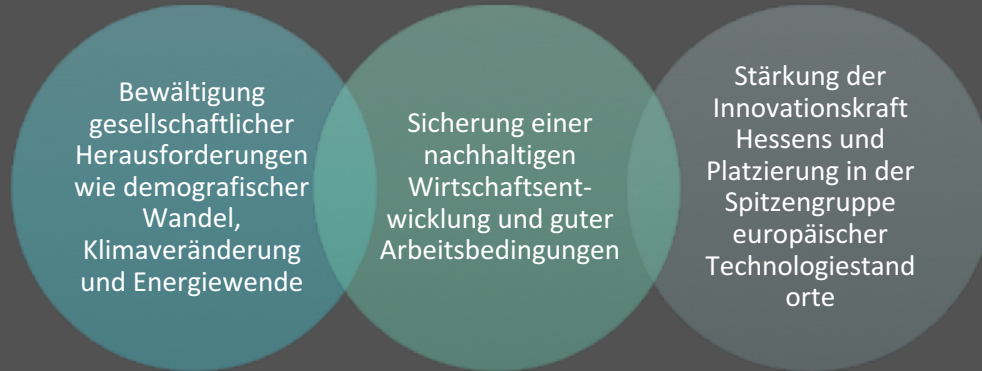 Bewältigung
gesellschaftlicher
Herausforderungen
wie demografischer
Wandel,
Klimaveränderung
und Energiewende
Sicherung einer
nachhaltigen
Wirtschaftsent-
wicklung und guter
Arbeitsbedingungen
Stärkung der
Innovationskraft
Hessens und
Platzierung in der
Spitzengruppe
europäischer
Technologiestand
orte